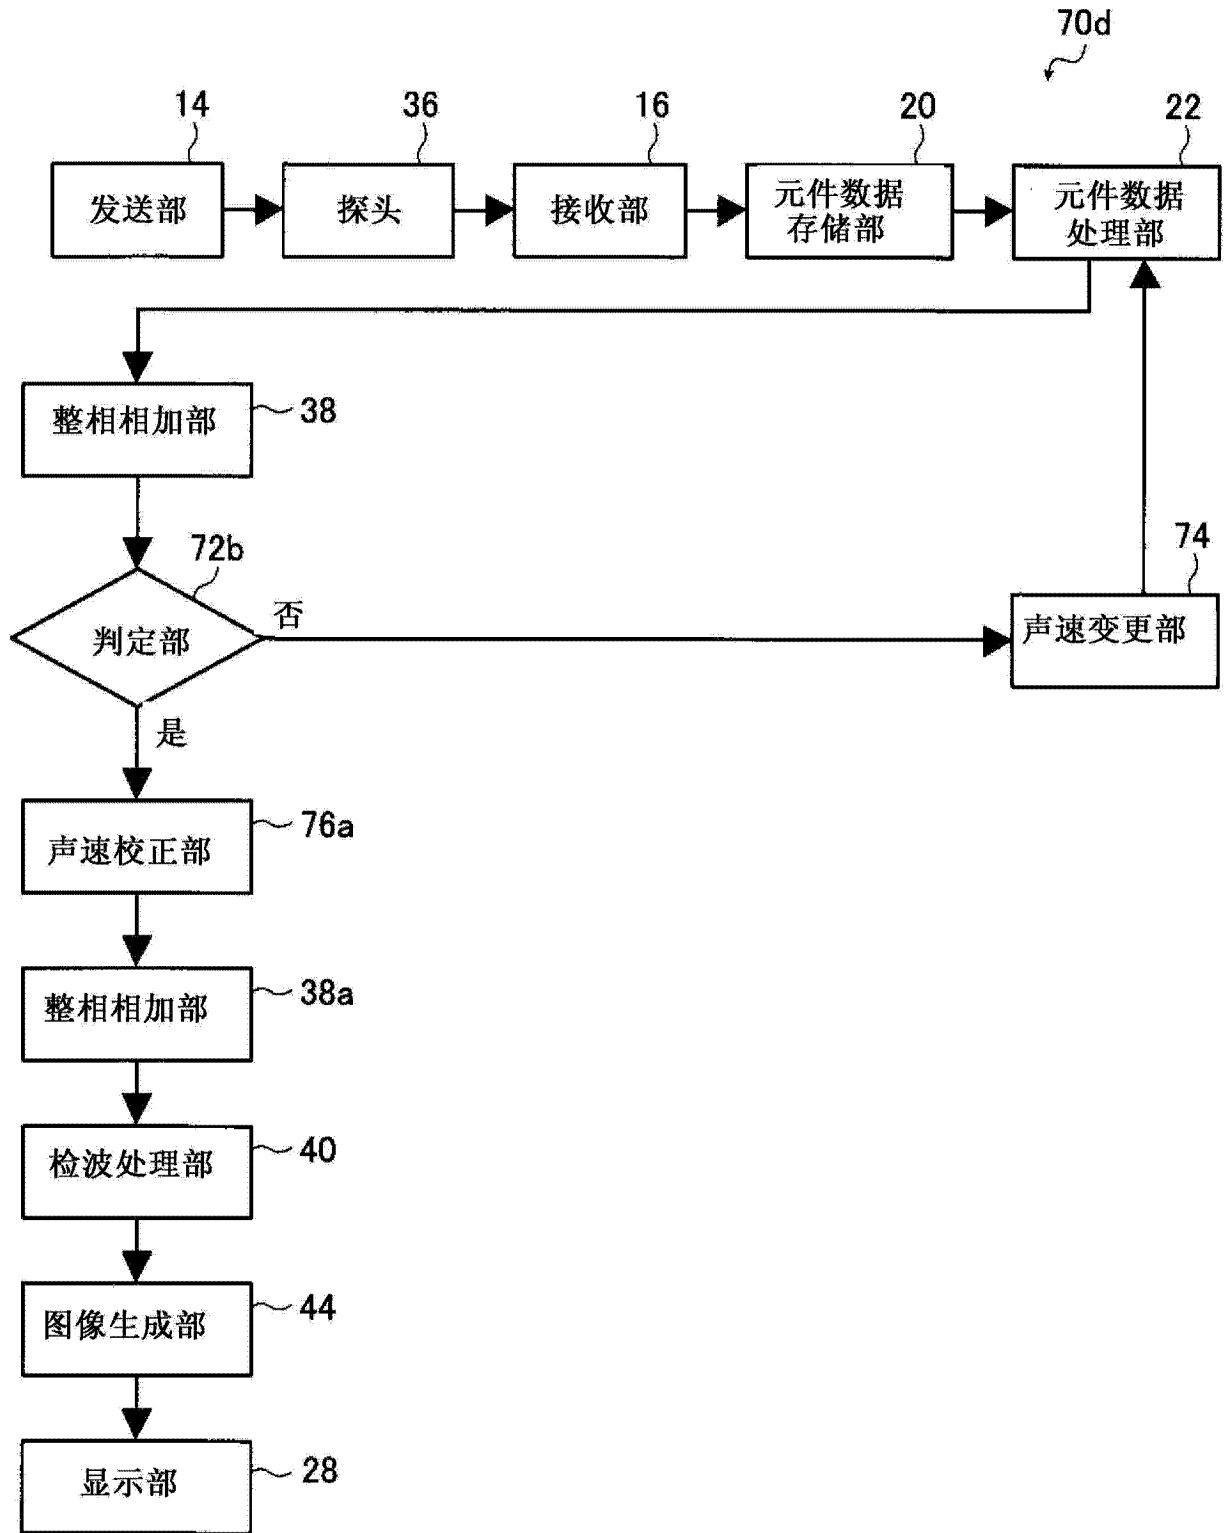 70d
14
36
16
20
22
发送部
探头
接收部
元件数据
存储部
元件数据
处理部
整相相加部
38
72b
判定部
否
74
声速变更部
是
声速校正部
76a
整相相加部
38a
检波处理部
40
图像生成部
44
显示部
28